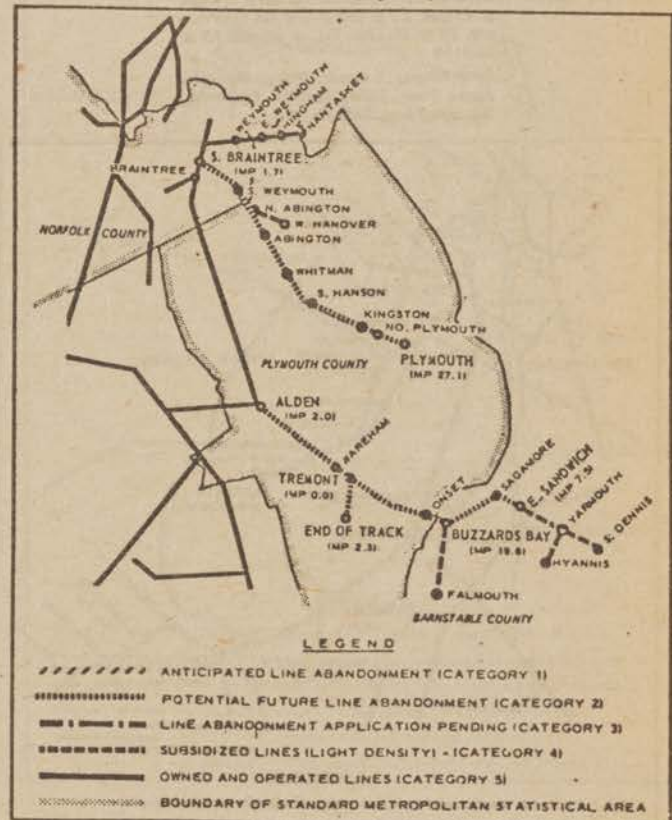 WEYMOUTH
E. WEYMOUTH
HINGHAM
NANTASKET
S. BRAINTREE
(MP 1.7)
BRAINTREE
S. WEYMOUTH
N. ABINGTON
W. HANOVER
NORFOLK COUNTY
ABINGTON
WHITMAN
S. HANSON
KINGSTON
NO. PLYMOUTH
PLYMOUTH COUNTY
PLYMOUTH
(MP 27.1)
ALDEN
(MP 2.0)
WAREHAM
TREMONT
(MP 0.0)
SAGAMORE
E. SANDWICH
(MP 7.5)
YARMOUTH
ONSET
END OF TRACK
(MP 2.3)
BUZZARDS BAY
(MP 19.6)
S. DENNIS
HYANNIS
FALMOUTH
BARNSTABLE COUNTY
LEGEND
ANTICIPATED LINE ABANDONMENT (CATEGORY 1)
POTENTIAL FUTURE LINE ABANDONMENT (CATEGORY 2)
LINE ABANDONMENT APPLICATION PENDING (CATEGORY 3)
SUBSIDIZED LINES (LIGHT DENSITY) - (CATEGORY 4)
OWNED AND OPERATED LINES (CATEGORY 5)
BOUNDARY OF STANDARD METROPOLITAN STATISTICAL AREA